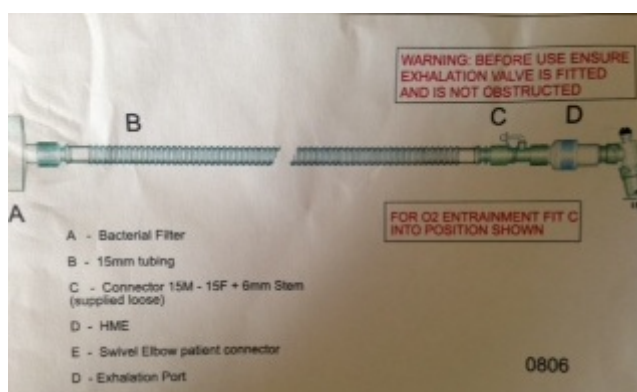 WARNING: BEFORE USE ENSURE
EXHALATION VALVE IS FITTED
AND IS NOT OBSTRUCTED
B
C
D
A
FOR O2 ENTRAINMENT FIT C
INTO POSITION SHOWN
A - Bacterial Filter
B - 15mm tubing
C - Connector 15M - 15F + 6mm Stem
(supplied loose)
D - HME
E - Swivel Elbow patient connector
D - Exhalation Port
0806